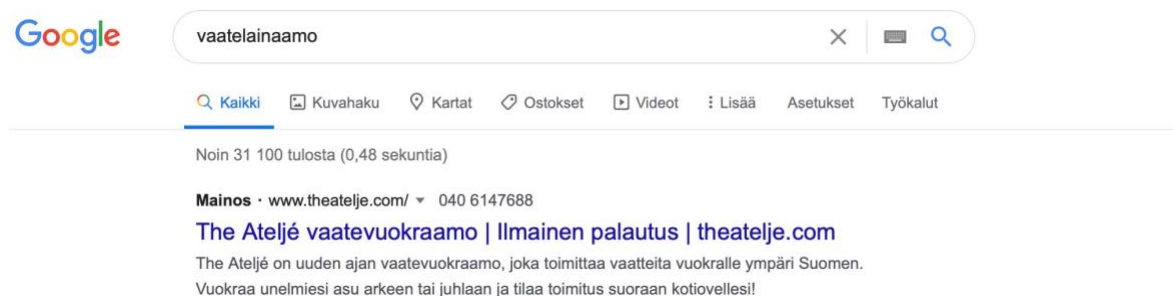 Google
vaatelainaamo
Kaikki Kuvahaku Kartat Ostokset Videot Lisää Asetukset Työkalut
Noin 31 100 tulosta (0,48 sekuntia)
Mainos · www.theatelje.com/ 040 6147688
The Ateljé vaatevuokraamo | Ilmainen palautus | theatelje.com
The Ateljé on uuden ajan vaatevuokraamo, joka toimittaa vaatteita vuokralle ympäri Suomen.
Vuokraa unelmiesi asu arkeen tai juhlaan ja tilaa toimitus suoraan kotiovellesi!